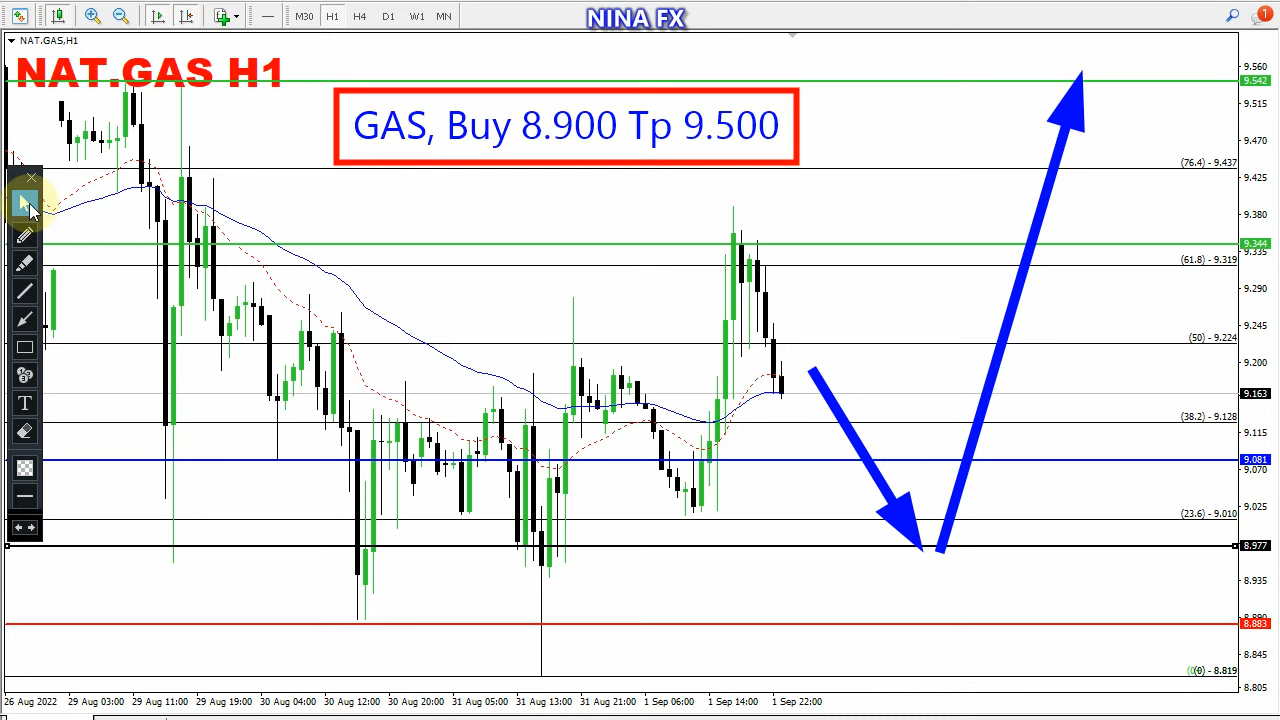 M30 H1 H4 D1 W1 MN
NINA FX
1
NAT.GAS,H1
NAT.GAS H1
GAS, Buy 8.900 Tp 9.500
9.560
9.542
9.515
9.470
(76.4) - 9.437
9.425
9.380
9.344
9.335
(61.8) - 9.319
9.290
9.245
(50) - 9.224
9.200
9.163
(38.2) - 9.128
9.115
9.081
9.070
9.025
(23.6) - 9.010
8.977
8.935
8.890
8.883
8.845
(0) - 8.819
8.805
T
26 Aug 2022 29 Aug 03:00 29 Aug 11:00 29 Aug 19:00 30 Aug 04:00 30 Aug 12:00 30 Aug 20:00 31 Aug 05:00 31 Aug 13:00 31 Aug 21:00 1 Sep 06:00 1 Sep 14:00 1 Sep 22:00